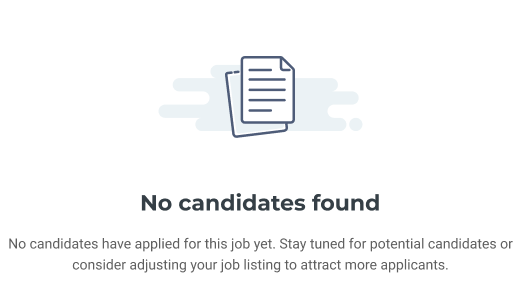 No candidates found
No candidates have applied for this job yet. Stay tuned for potential candidates or
consider adjusting your job listing to attract more applicants.